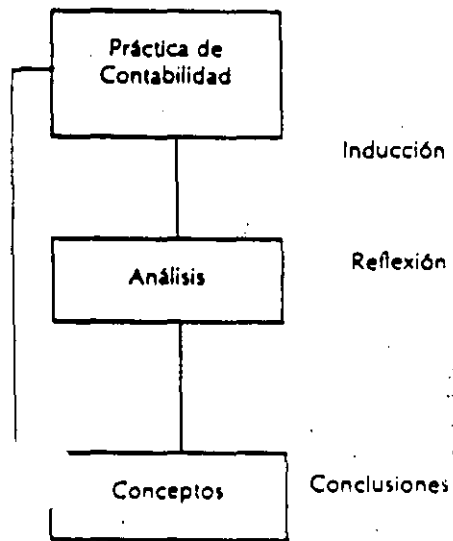 Práctica de
Contabilidad
Inducción
Análisis
Reflexión
Conceptos
Conclusiones